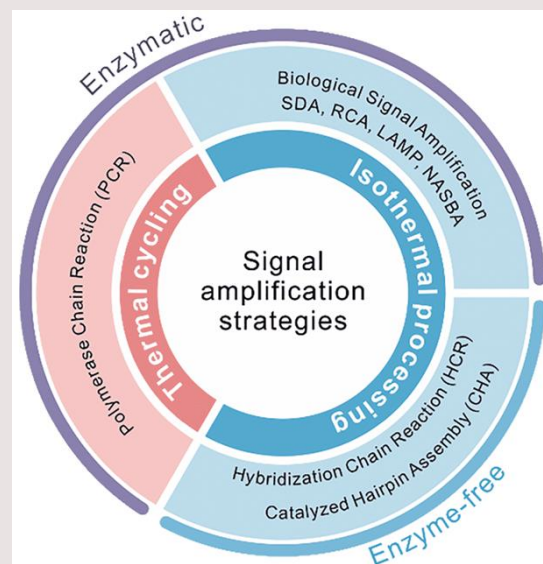 Enzymatic
Biological Signal Amplification
SDA, RCA, LAMP, NASBA
Polymerase Chain Reaction (PCR)
Thermal cycling
Isothermal processing
Signal
amplification
strategies
Hybridization Chain Reaction (HCR)
Catalyzed Hairpin Assembly (CHA)
Enzyme-free